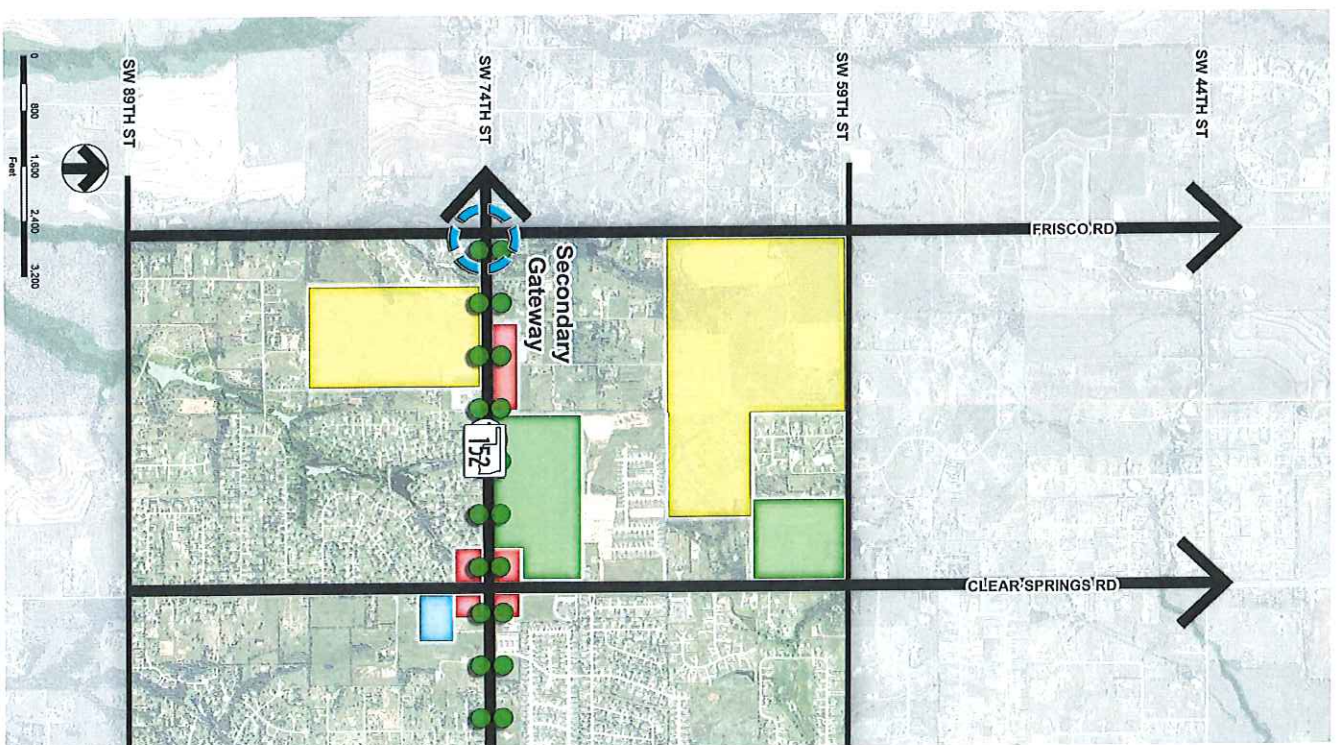 SW 89TH ST
SW 74TH ST
SW 59TH ST
SW 44TH ST
0
800
1,600
2,400
3,200
Feet
FRISCO RD
Secondary
Gateway
152
CLEAR SPRINGS RD